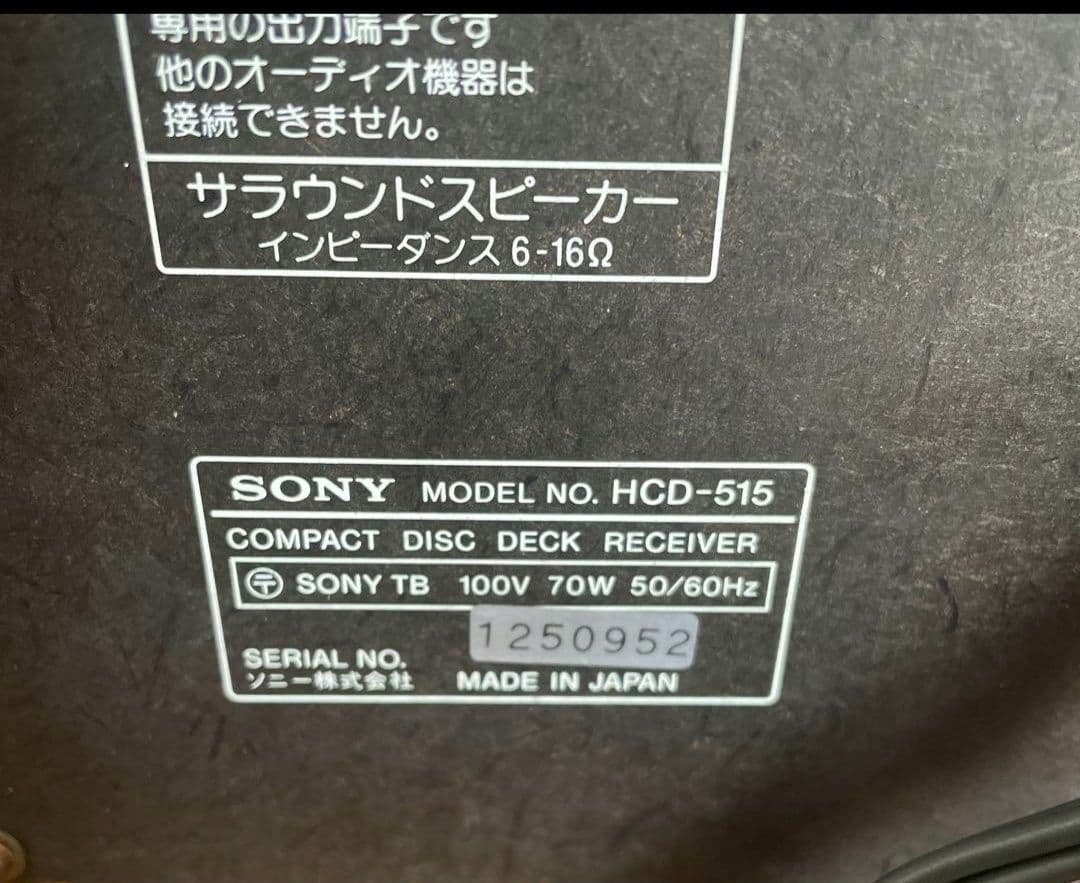 専用の出力端子です
他のオーディオ機器は
接続できません。
サラウンドスピーカー
インピーダンス 6-16Ω
SONY MODEL NO. HCD-515
COMPACT DISC DECK RECEIVER
〒 SONY TB 100V 70W 50/60Hz
1250952
SERIAL NO.
ソニー株式会社 MADE IN JAPAN